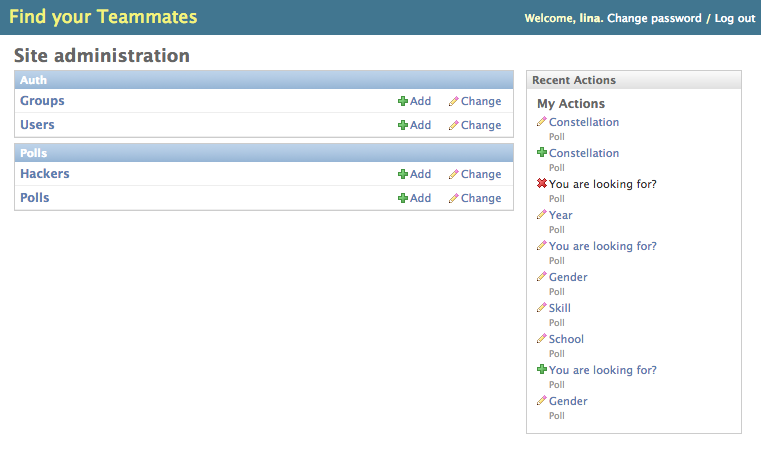 Find your Teammates
Welcome, lina. Change password / Log out
Site administration
Auth
Groups Add Change
Users Add Change
Polls
Hackers Add Change
Polls Add Change
Recent Actions
My Actions
Constellation
Poll
Constellation
Poll
You are looking for?
Poll
Year
Poll
You are looking for?
Poll
Gender
Poll
Skill
Poll
School
Poll
You are looking for?
Poll
Gender
Poll